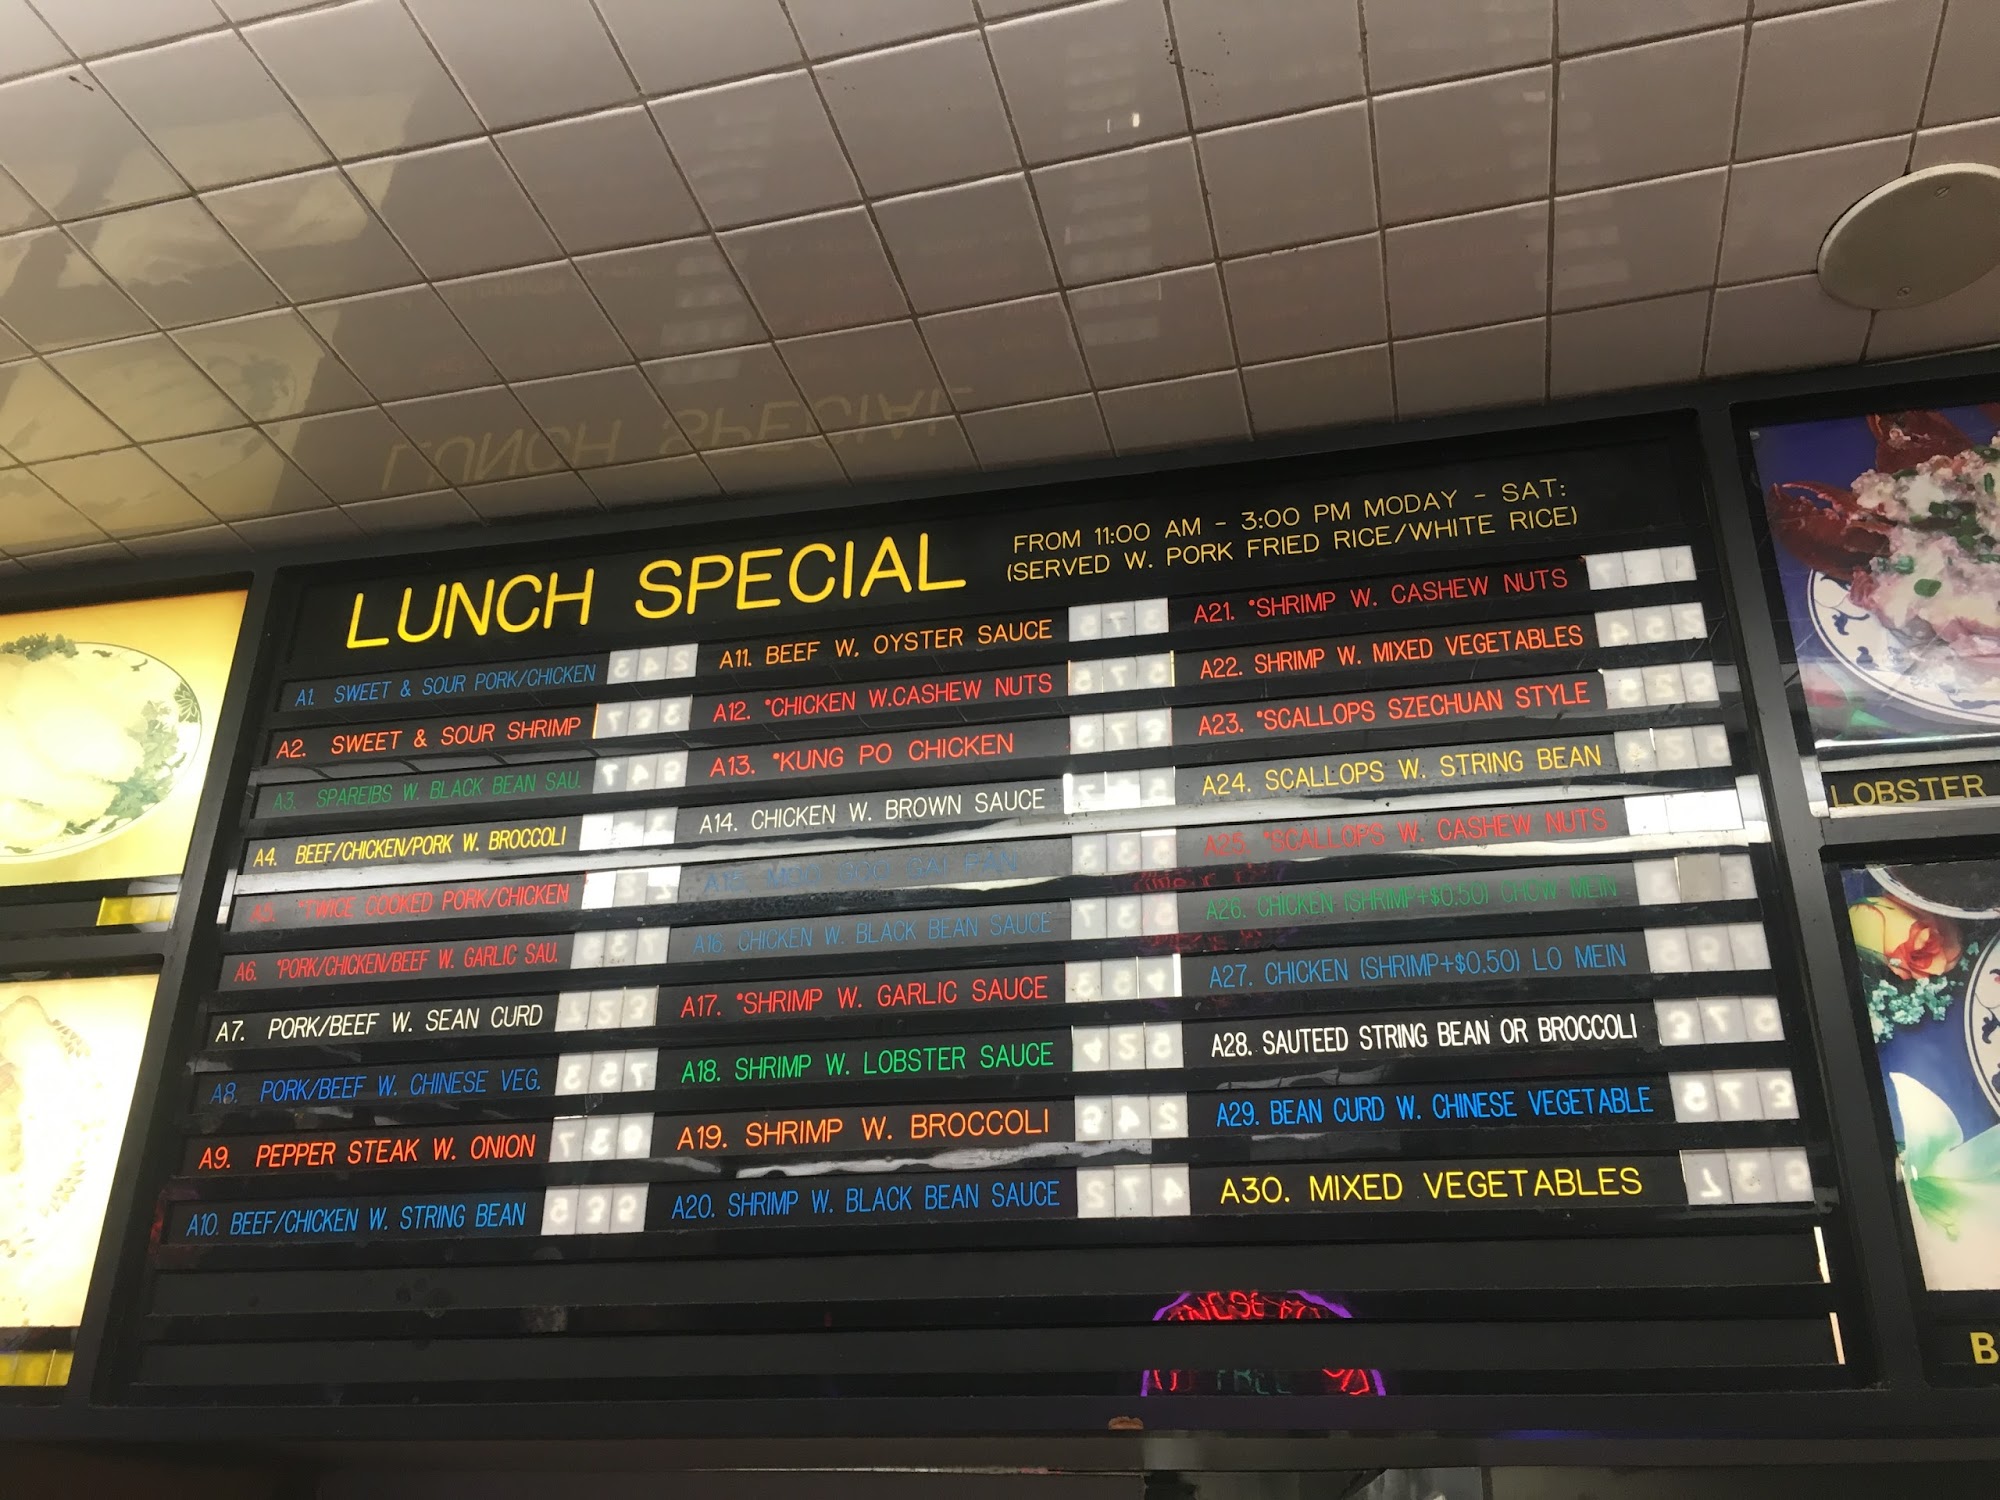 LUNCH SPECIAL
FROM 11:00 AM - 3:00 PM MODAY - SAT:
(SERVED W. PORK FRIED RICE/WHITE RICE)
A1. SWEET & SOUR PORK/CHICKEN
A2. SWEET & SOUR SHRIMP
A3. SPAREIBS W. BLACK BEAN SAU.
A4. BEEF/CHICKEN/PORK W. BROCCOLI
A5. *TWICE COOKED PORK/CHICKEN
A6. *PORK/CHICKEN/BEEF W. GARLIC SAU.
A7. PORK/BEEF W. SEAN CURD
A8. PORK/BEEF W. CHINESE VEG.
A9. PEPPER STEAK W. ONION
A10. BEEF/CHICKEN W. STRING BEAN
A11. BEEF W. OYSTER SAUCE
A12. *CHICKEN W.CASHEW NUTS
A13. *KUNG PO CHICKEN
A14. CHICKEN W. BROWN SAUCE
A15. MOO GOO GAI PAN
A16. CHICKEN W. BLACK BEAN SAUCE
A17. *SHRIMP W. GARLIC SAUCE
A18. SHRIMP W. LOBSTER SAUCE
A19. SHRIMP W. BROCCOLI
A20. SHRIMP W. BLACK BEAN SAUCE
A21. *SHRIMP W. CASHEW NUTS
A22. SHRIMP W. MIXED VEGETABLES
A23. *SCALLOPS SZECHUAN STYLE
A24. SCALLOPS W. STRING BEAN
A25. *SCALLOPS W. CASHEW NUTS
A26. CHICKEN (SHRIMP+$0.50) CHOW MEIN
A27. CHICKEN (SHRIMP+$0.50) LO MEIN
A28. SAUTEED STRING BEAN OR BROCCOLI
A29. BEAN CURD W. CHINESE VEGETABLE
A30. MIXED VEGETABLES
LOBSTER